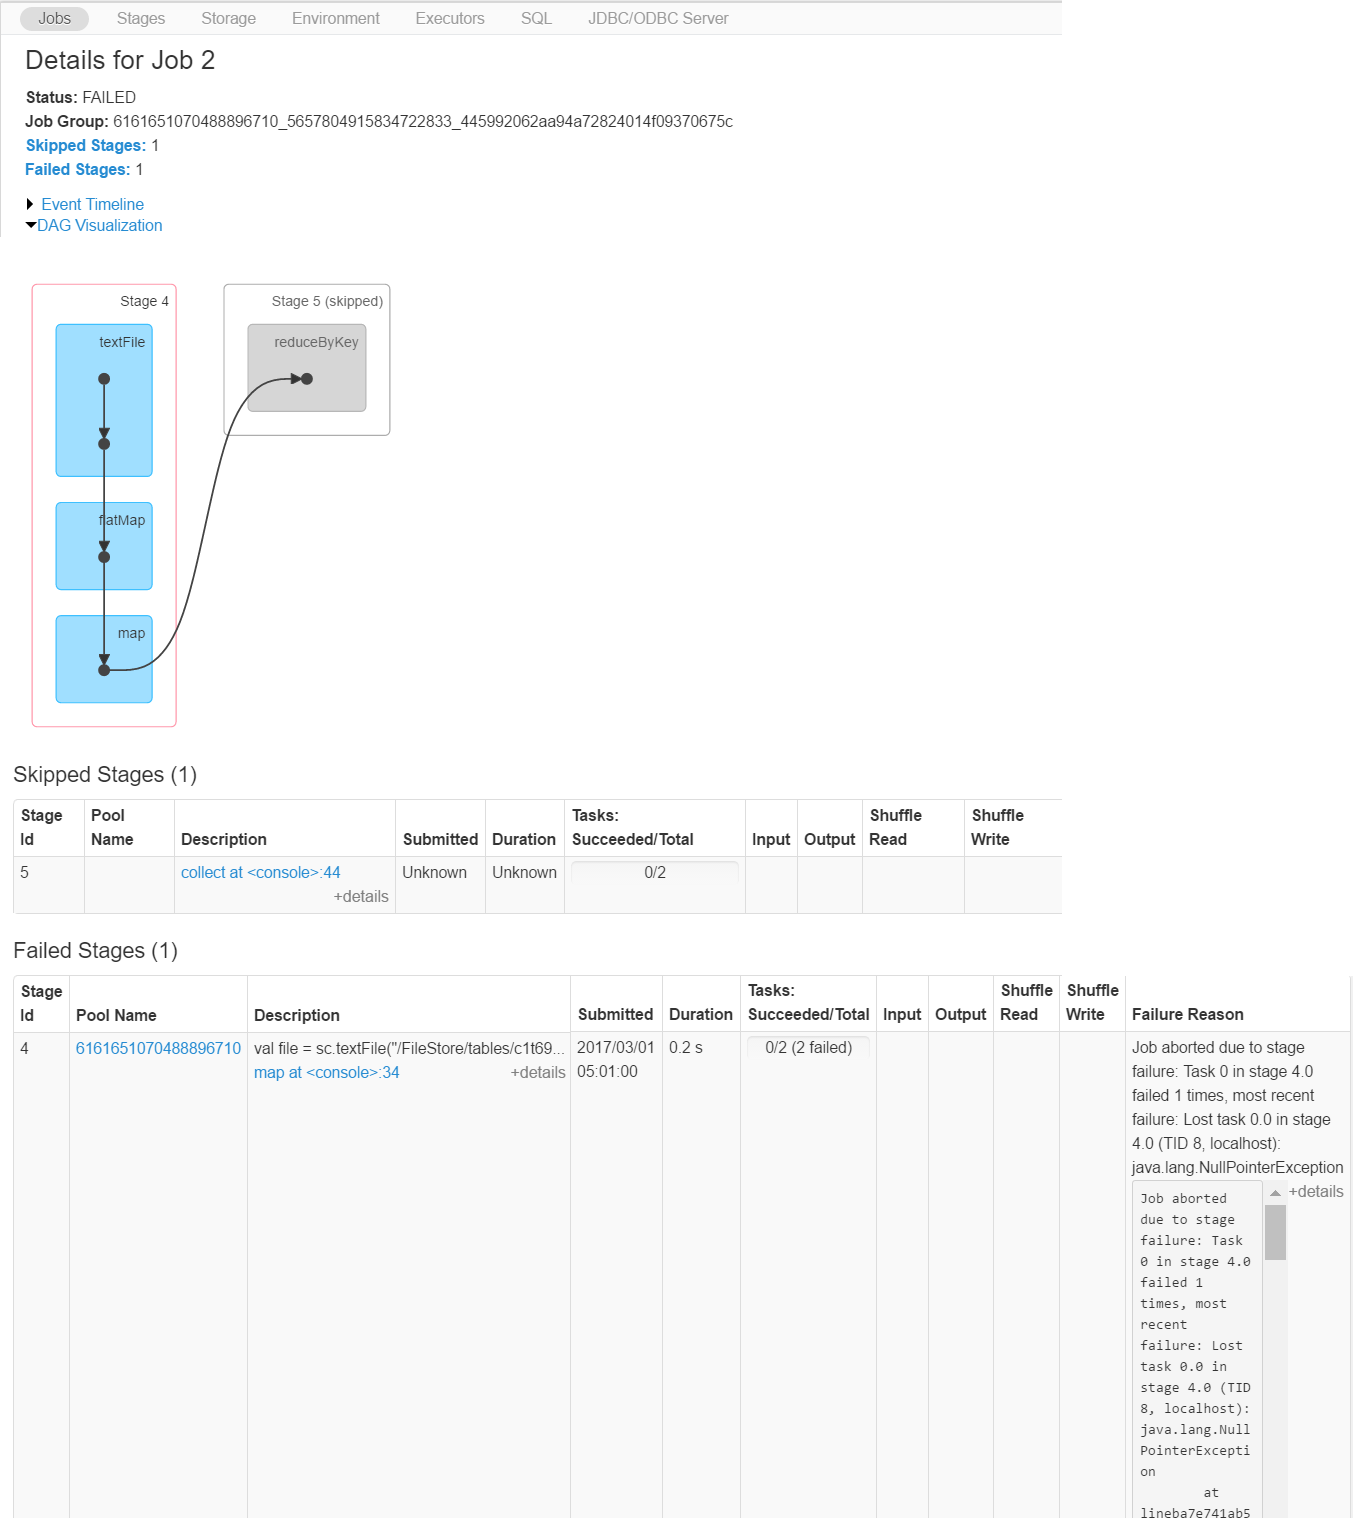 Jobs Stages Storage Environment Executors SQL JDBC/ODBC Server
Details for Job 2
Status: FAILED
Job Group: 6161651070488896710_5657804915834722833_445992062aa94a72824014f09370675c
Skipped Stages: 1
Failed Stages: 1
Event Timeline
DAG Visualization
Stage 4
textFile
flatMap
map
Stage 5 (skipped)
reduceByKey
Skipped Stages (1)
Stage Id Pool Name Description Submitted Duration Tasks: Succeeded/Total Input Output Shuffle Read Shuffle Write
5 collect at <console>:44 Unknown Unknown 0/2
+details
Failed Stages (1)
Stage Id Pool Name Description Submitted Duration Tasks: Succeeded/Total Input Output Shuffle Read Shuffle Write Failure Reason
4 6161651070488896710 val file = sc.textFile("/FileStore/tables/c1t69... 2017/03/01 0.2 s 0/2 (2 failed)
map at <console>:34 +details 05:01:00
Job aborted due to stage
failure: Task 0 in stage 4.0
failed 1 times, most recent
failure: Lost task 0.0 in stage
4.0 (TID 8, localhost):
java.lang.NullPointerException
+details
Job aborted
due to stage
failure: Task
0 in stage 4.0
failed 1
times, most
recent
failure: Lost
task 0.0 in
stage 4.0 (TID
8, localhost):
java.lang.Null
PointerExcepti
on
at
lineba7e741ab5